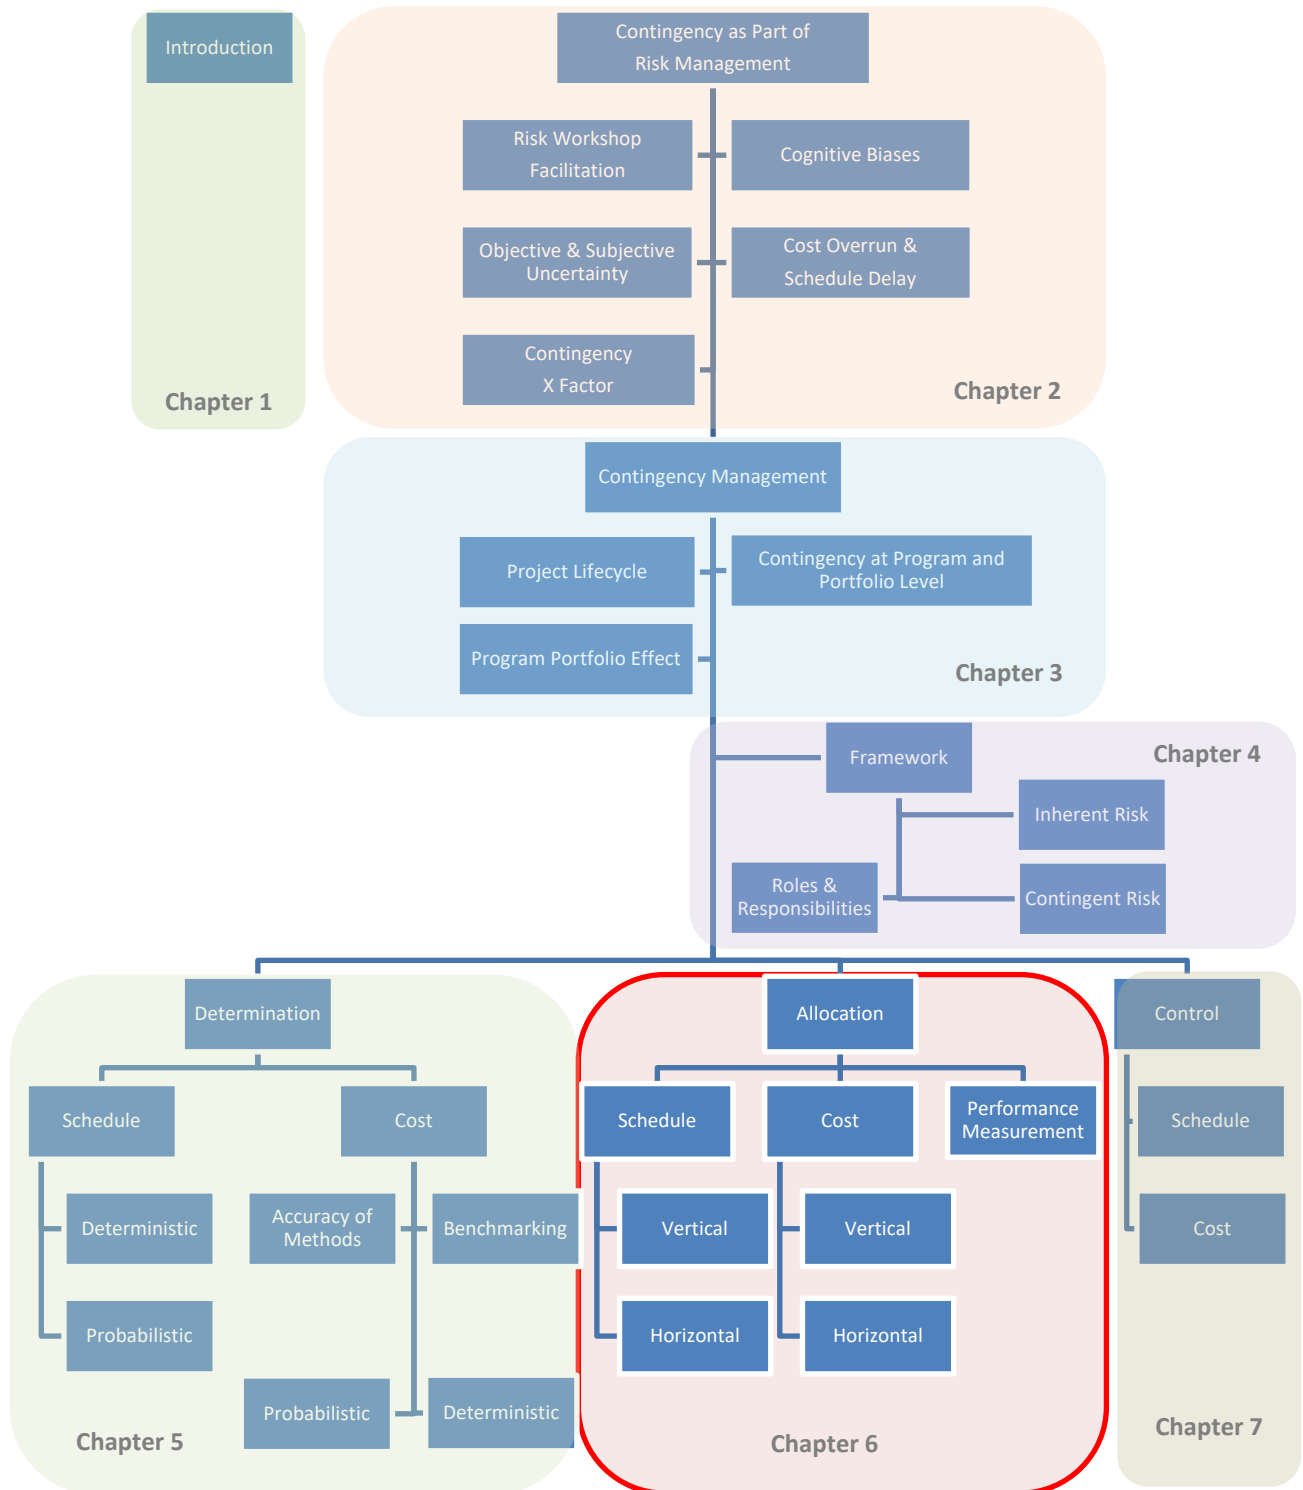 Introduction
Chapter 1
Contingency as Part of
Risk Management
Risk Workshop
Facilitation
Cognitive Biases
Objective & Subjective
Uncertainty
Cost Overrun &
Schedule Delay
Contingency
X Factor
Chapter 2
Contingency Management
Project Lifecycle
Contingency at Program and
Portfolio Level
Program Portfolio Effect
Chapter 3
Framework
Chapter 4
Inherent Risk
Roles &
Responsibilities
Contingent Risk
Determination
Schedule
Cost
Deterministic
Accuracy of
Methods
Benchmarking
Probabilistic
Probabilistic
Deterministic
Chapter 5
Allocation
Schedule
Cost
Performance
Measurement
Vertical
Vertical
Horizontal
Horizontal
Chapter 6
Control
Schedule
Cost
Chapter 7